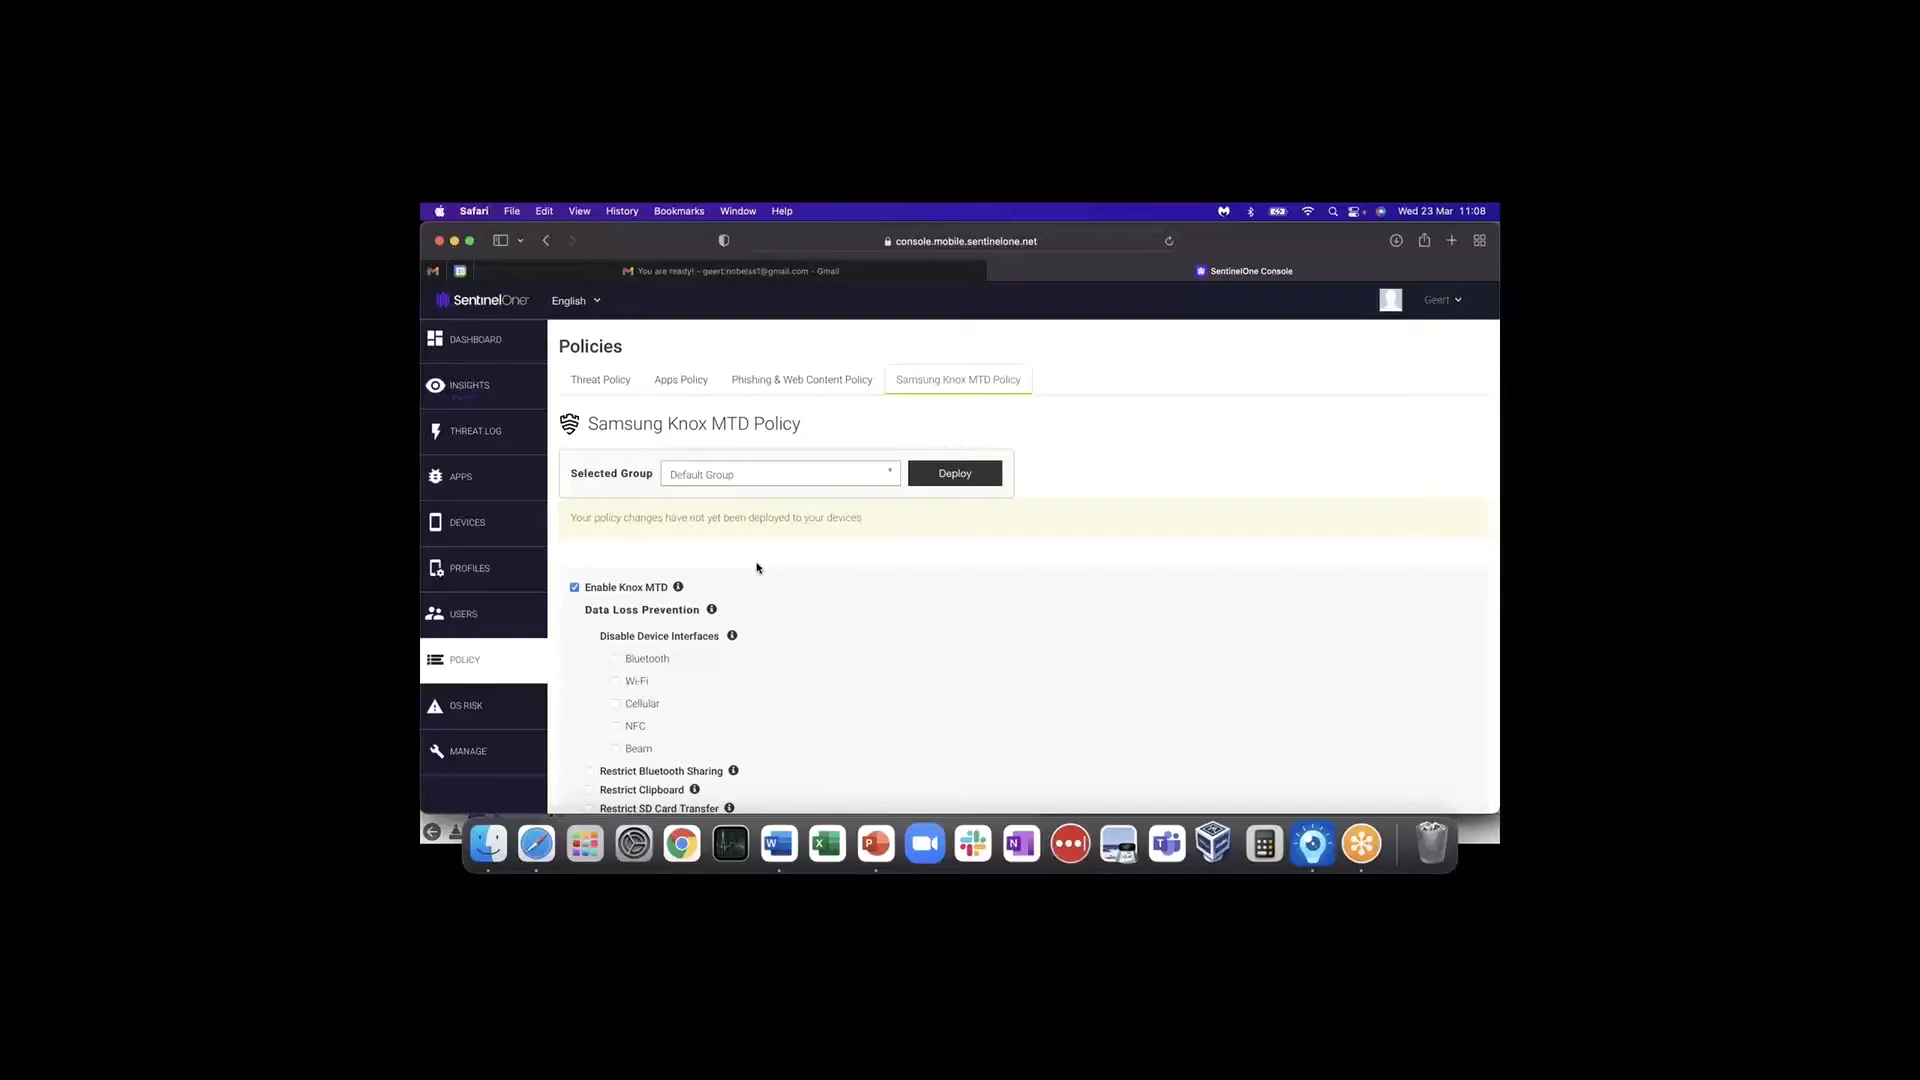 Safari File Edit View History Bookmarks Window Help Wed 23 Mar 11:08
console.mobile.sentinelone.net
You are ready! - geert.nobelss1@gmail.com - Gmail
SentinelOne Console
SentinelOne English Geert
DASHBOARD
INSIGHTS
THREAT LOG
APPS
DEVICES
PROFILES
USERS
POLICY
OS RISK
MANAGE
Policies
Threat Policy Apps Policy Phishing & Web Content Policy Samsung Knox MTD Policy
Samsung Knox MTD Policy
Selected Group Default Group Deploy
Your policy changes have not yet been deployed to your devices
Enable Knox MTD
Data Loss Prevention
Disable Device Interfaces
Bluetooth
Wi-Fi
Cellular
NFC
Beam
Restrict Bluetooth Sharing
Restrict Clipboard
Restrict SD Card Transfer